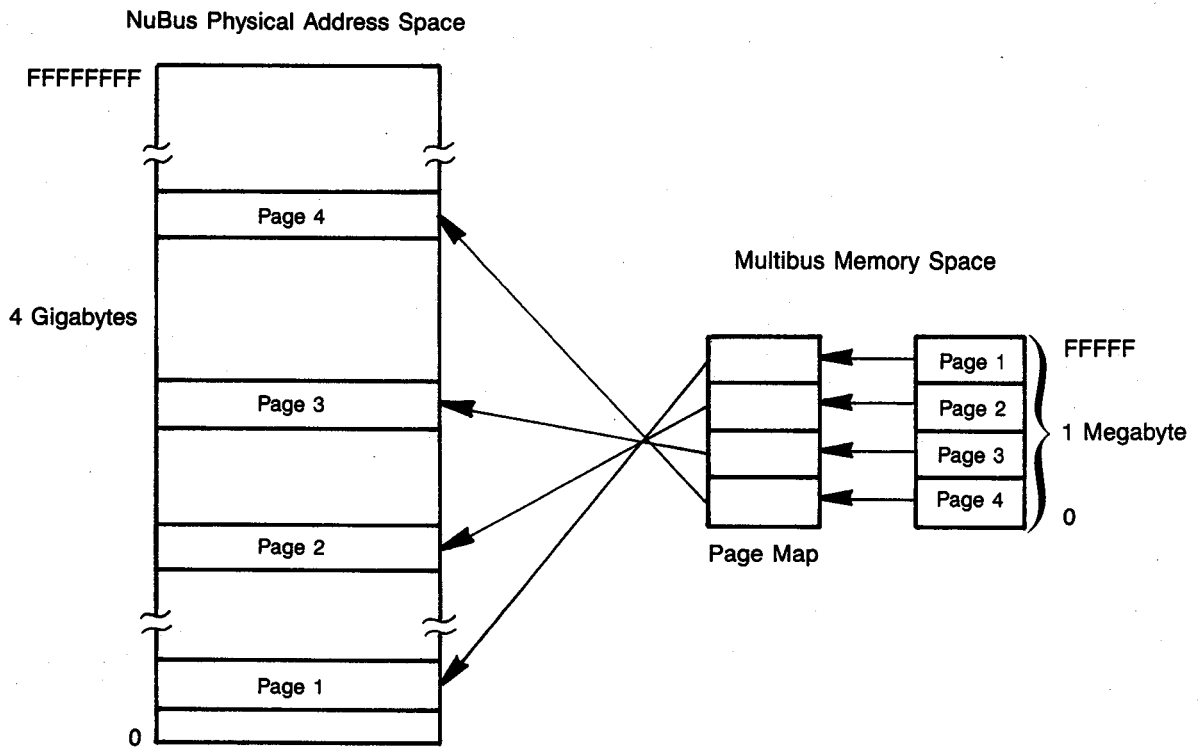 NuBus Physical Address Space
FFFFFFFF
Page 4
4 Gigabytes
Page 3
Page 2
Page 1
0
Multibus Memory Space
FFFFF
Page 1
Page 2
1 Megabyte
Page 3
Page 4
0
Page Map